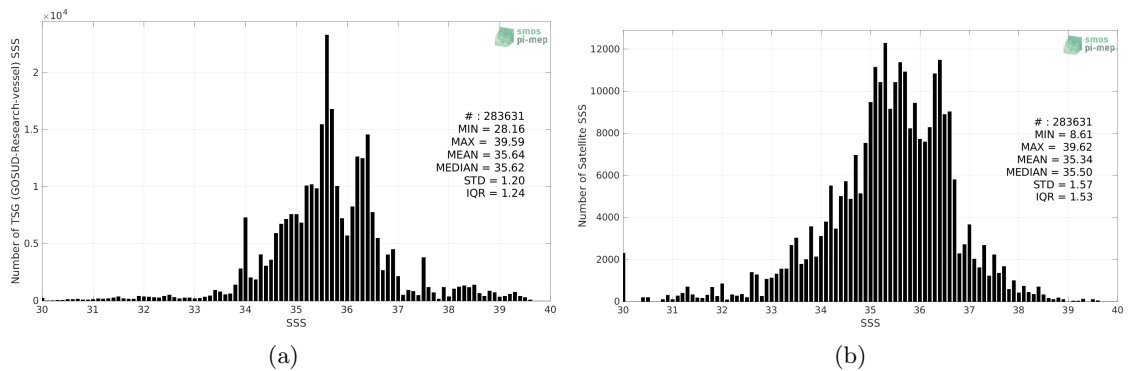 ×10⁴
smos
pi-mep
Number of TSG (GOSUD-Research-vessel) SSS
2
1.5
1
0.5
0
# : 283631
MIN = 28.16
MAX = 39.59
MEAN = 35.64
MEDIAN = 35.62
STD = 1.20
IQR = 1.24
30 31 32 33 34 35 36 37 38 39 40
SSS
(a)
smos
pi-mep
Number of Satellite SSS
12000
10000
8000
6000
4000
2000
0
# : 283631
MIN = 8.61
MAX = 39.62
MEAN = 35.34
MEDIAN = 35.50
STD = 1.57
IQR = 1.53
30 31 32 33 34 35 36 37 38 39 40
SSS
(b)